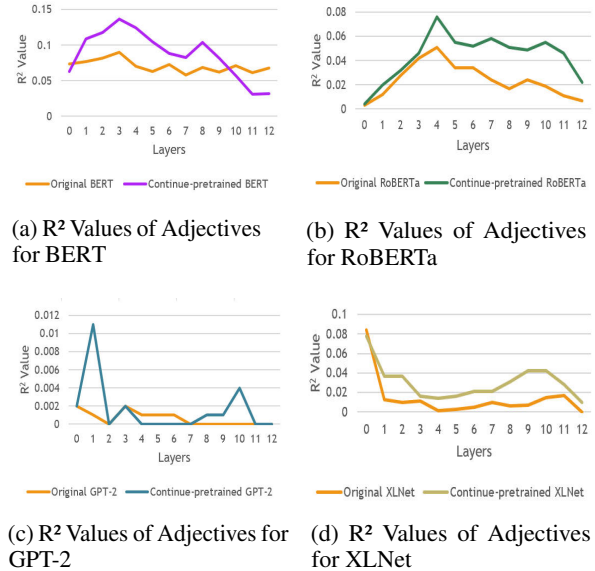 0.15
0.1
0.05
0
R² Value
0 1 2 3 4 5 6 7 8 9 10 11 12
Layers
Original BERT Continue-pretrained BERT
(a) R² Values of Adjectives
for BERT
0.08
0.06
0.04
0.02
0
R² Value
0 1 2 3 4 5 6 7 8 9 10 11 12
Layers
Original RoBERTa Continue-pretrained RoBERTa
(b) R² Values of Adjectives
for RoBERTa
0.012
0.01
0.008
0.006
0.004
0.002
0
R² Value
0 1 2 3 4 5 6 7 8 9 10 11 12
Layers
Original GPT-2 Continue-pretrained GPT-2
(c) R² Values of Adjectives for
GPT-2
0.1
0.08
0.06
0.04
0.02
0
R² Value
0 1 2 3 4 5 6 7 8 9 10 11 12
Layers
Original XLNet Continue-pretrained XLNet
(d) R² Values of Adjectives
for XLNet